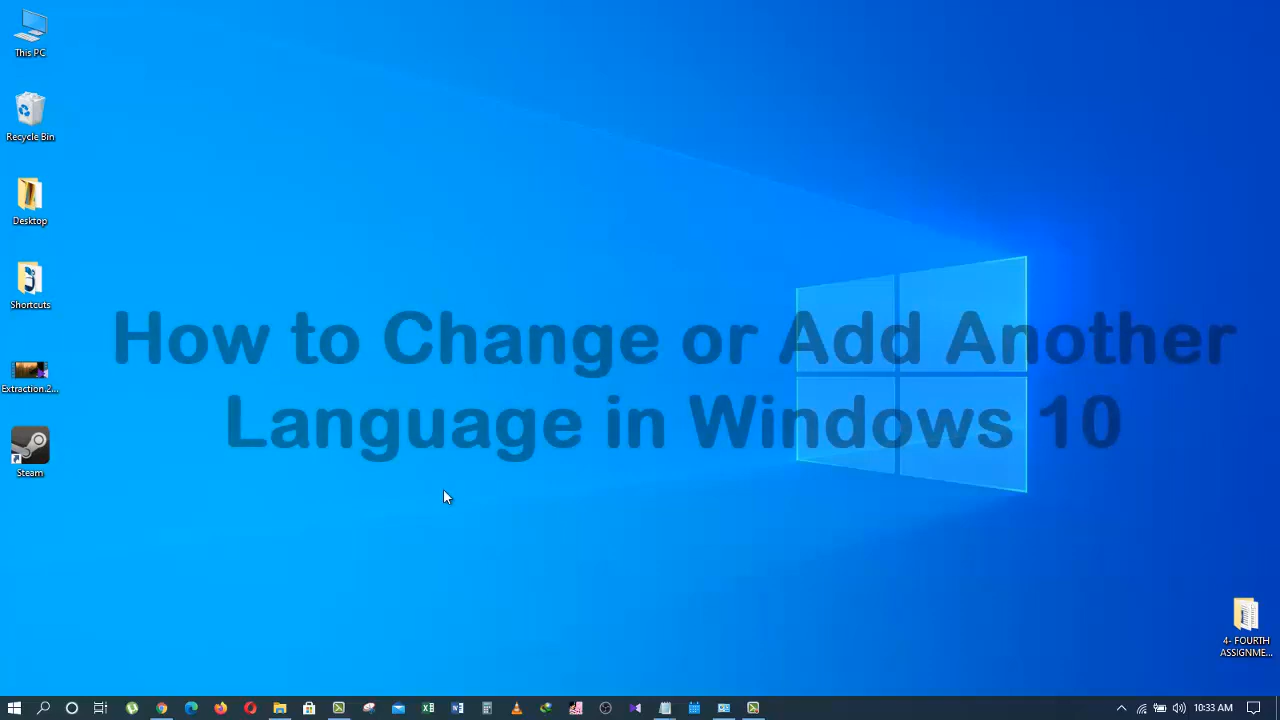 This PC
Recycle Bin
Desktop
Shortcuts
How to Change or Add Another
Language in Windows 10
Extraction.2...
Steam
4- FOURTH
ASSIGNME...
10:33 AM